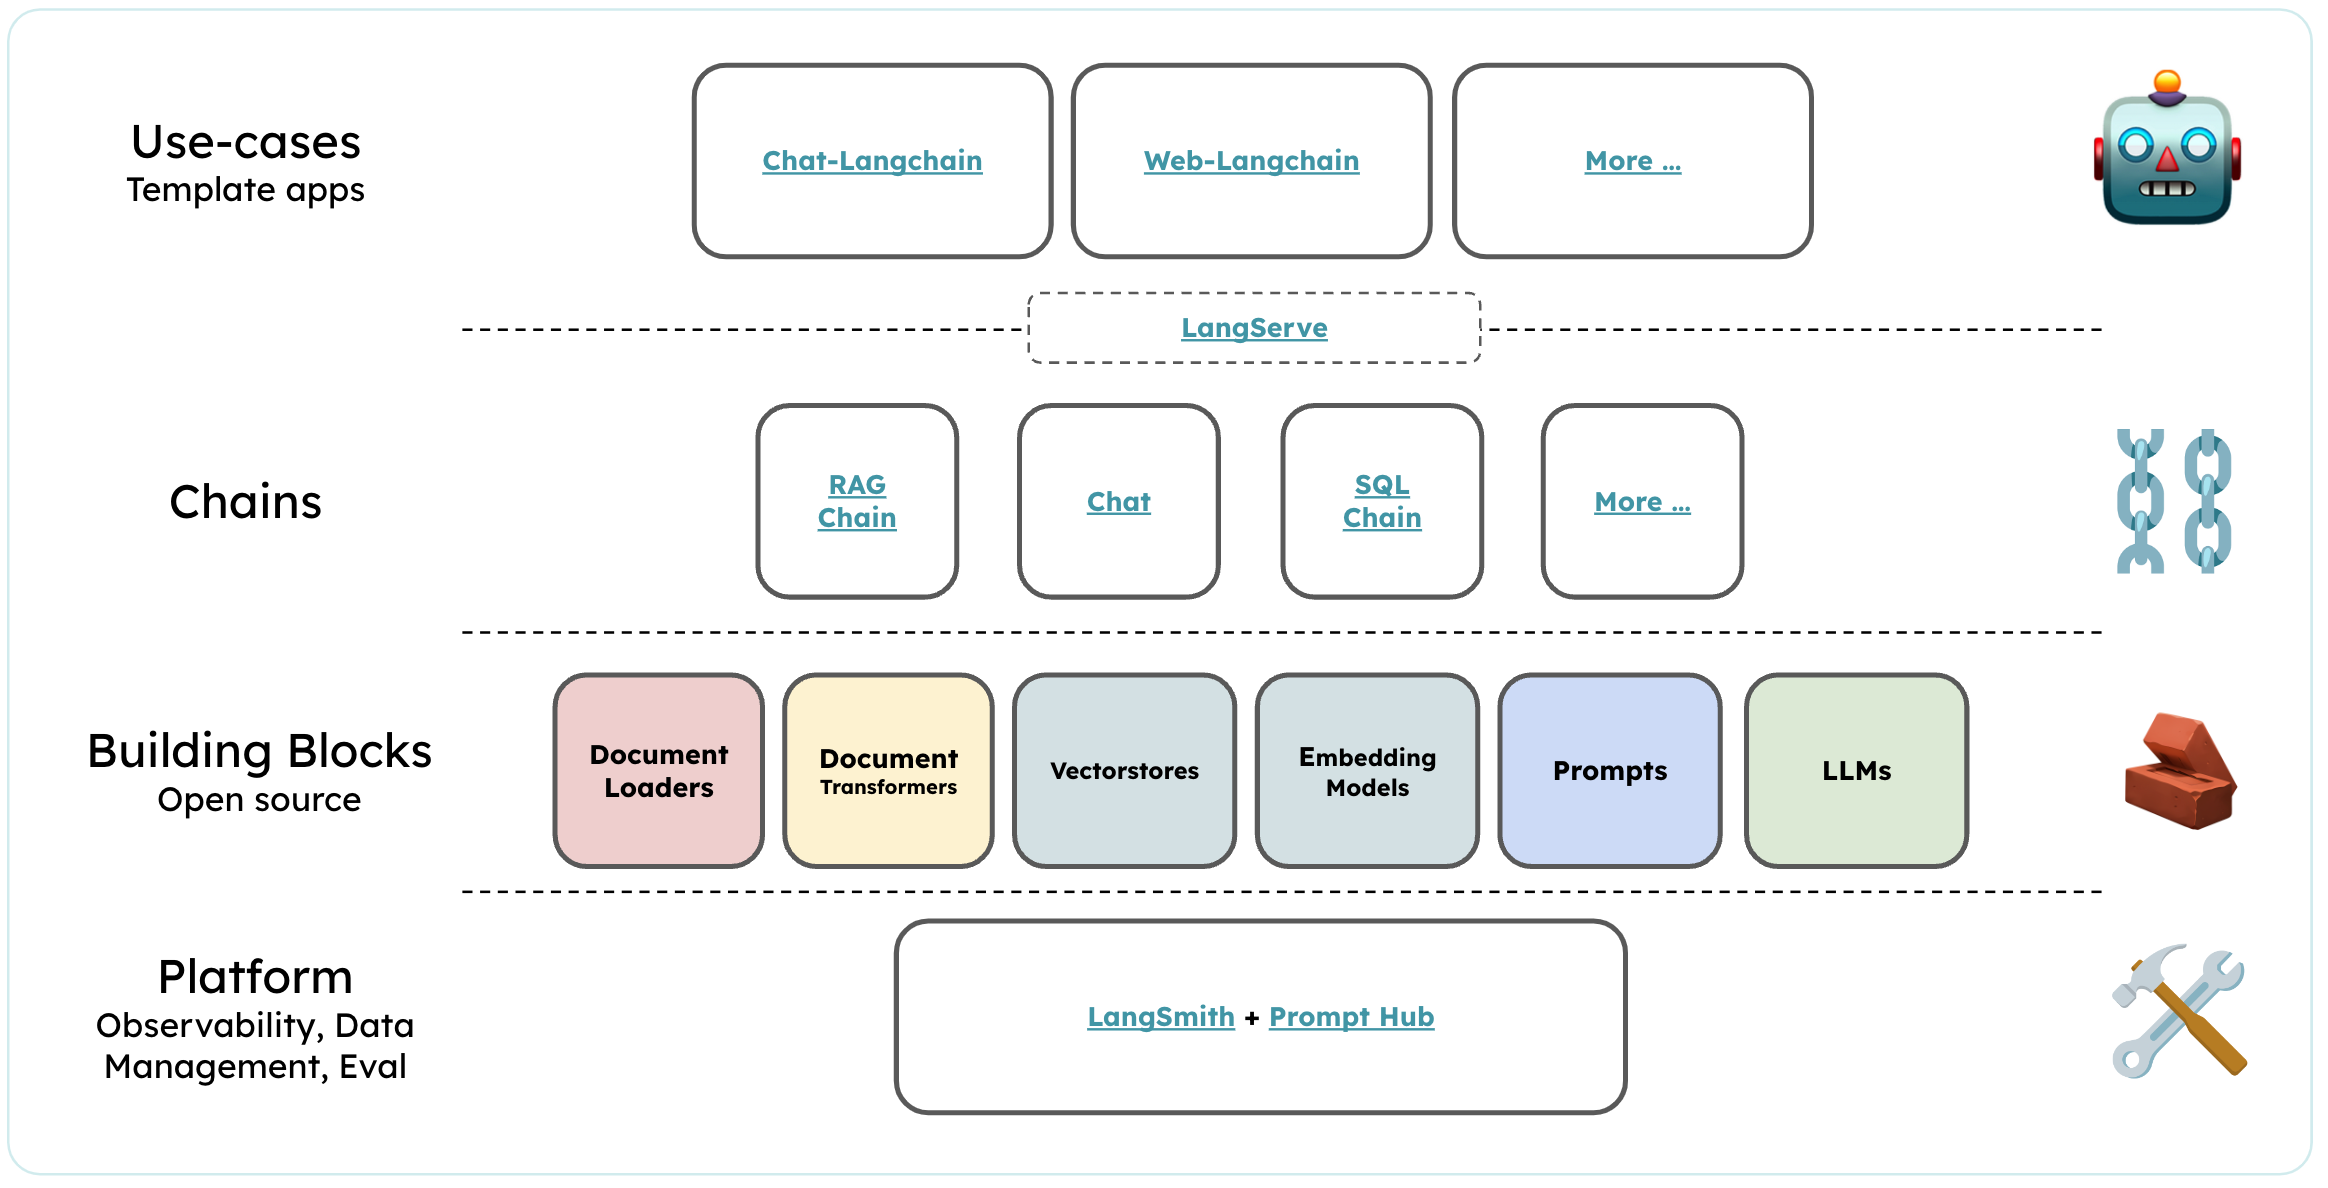 Use-cases
Template apps
Chat-Langchain
Web-Langchain
More ...
LangServe
Chains
RAG
Chain
Chat
SQL
Chain
More ...
Building Blocks
Open source
Document
Loaders
Document
Transformers
Vectorstores
Embedding
Models
Prompts
LLMs
Platform
Observability, Data
Management, Eval
LangSmith + Prompt Hub